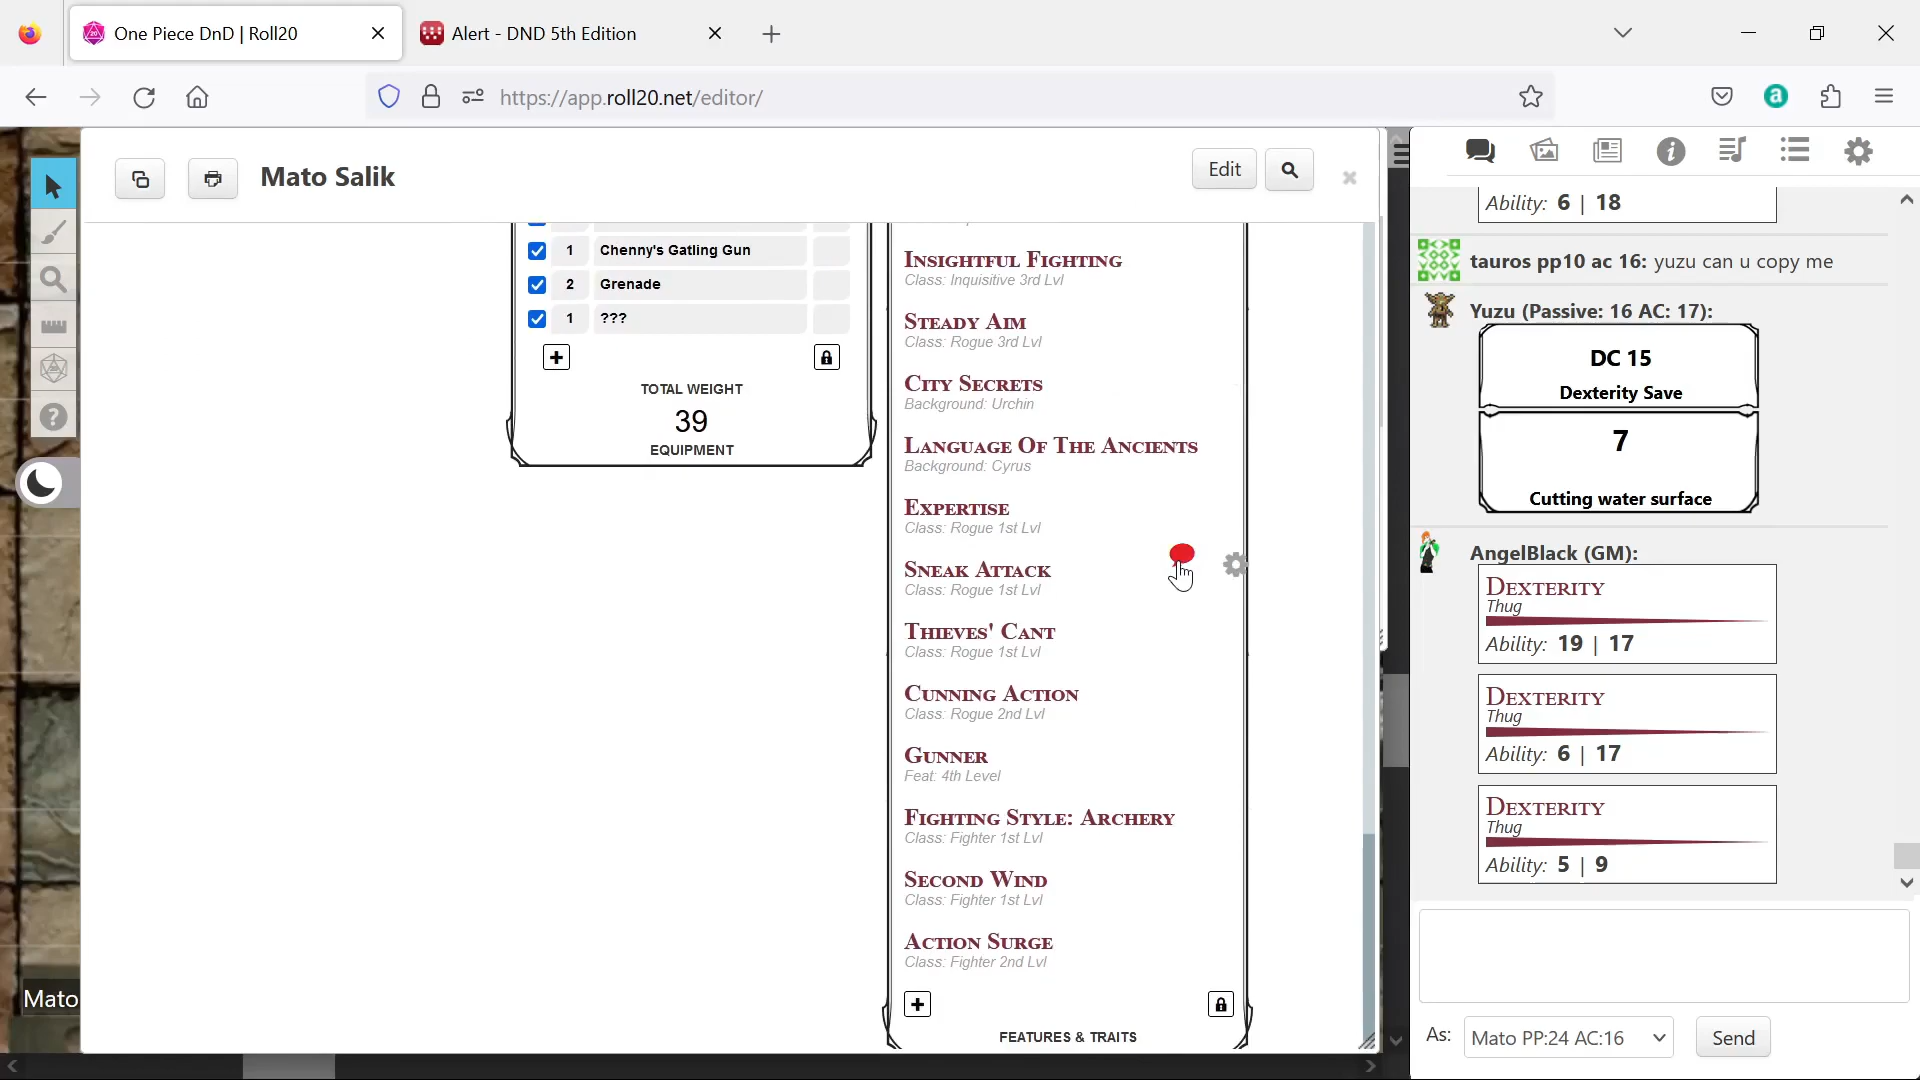 One Piece DnD | Roll20
Alert - DND 5th Edition
https://app.roll20.net/editor/
Mato Salik
Edit
1 Chenny's Gatling Gun
2 Grenade
1 ???
TOTAL WEIGHT
39
EQUIPMENT
Insightful Fighting
Class: Inquisitive 3rd Lvl
Steady Aim
Class: Rogue 3rd Lvl
City Secrets
Background: Urchin
Language Of The Ancients
Background: Cyrus
Expertise
Class: Rogue 1st Lvl
Sneak Attack
Class: Rogue 1st Lvl
Thieves' Cant
Class: Rogue 1st Lvl
Cunning Action
Class: Rogue 2nd Lvl
Gunner
Feat: 4th Level
Fighting Style: Archery
Class: Fighter 1st Lvl
Second Wind
Class: Fighter 1st Lvl
Action Surge
Class: Fighter 2nd Lvl
FEATURES & TRAITS
Mato
Ability: 6 | 18
tauros pp10 ac 16: yuzu can u copy me
Yuzu (Passive: 16 AC: 17):
DC 15
Dexterity Save
7
Cutting water surface
AngelBlack (GM):
Dexterity
Thug
Ability: 19 | 17
Dexterity
Thug
Ability: 6 | 17
Dexterity
Thug
Ability: 5 | 9
As: Mato PP:24 AC:16
Send